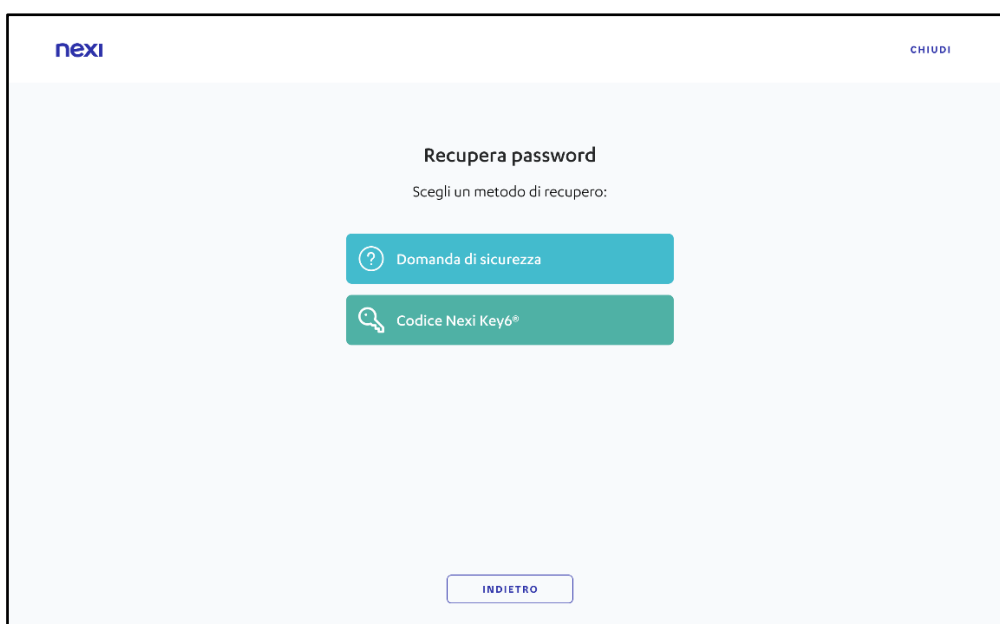 nexi
CHIUDI
Recupera password
Scegli un metodo di recupero:
Domanda di sicurezza
Codice Nexi Key6®
INDIETRO